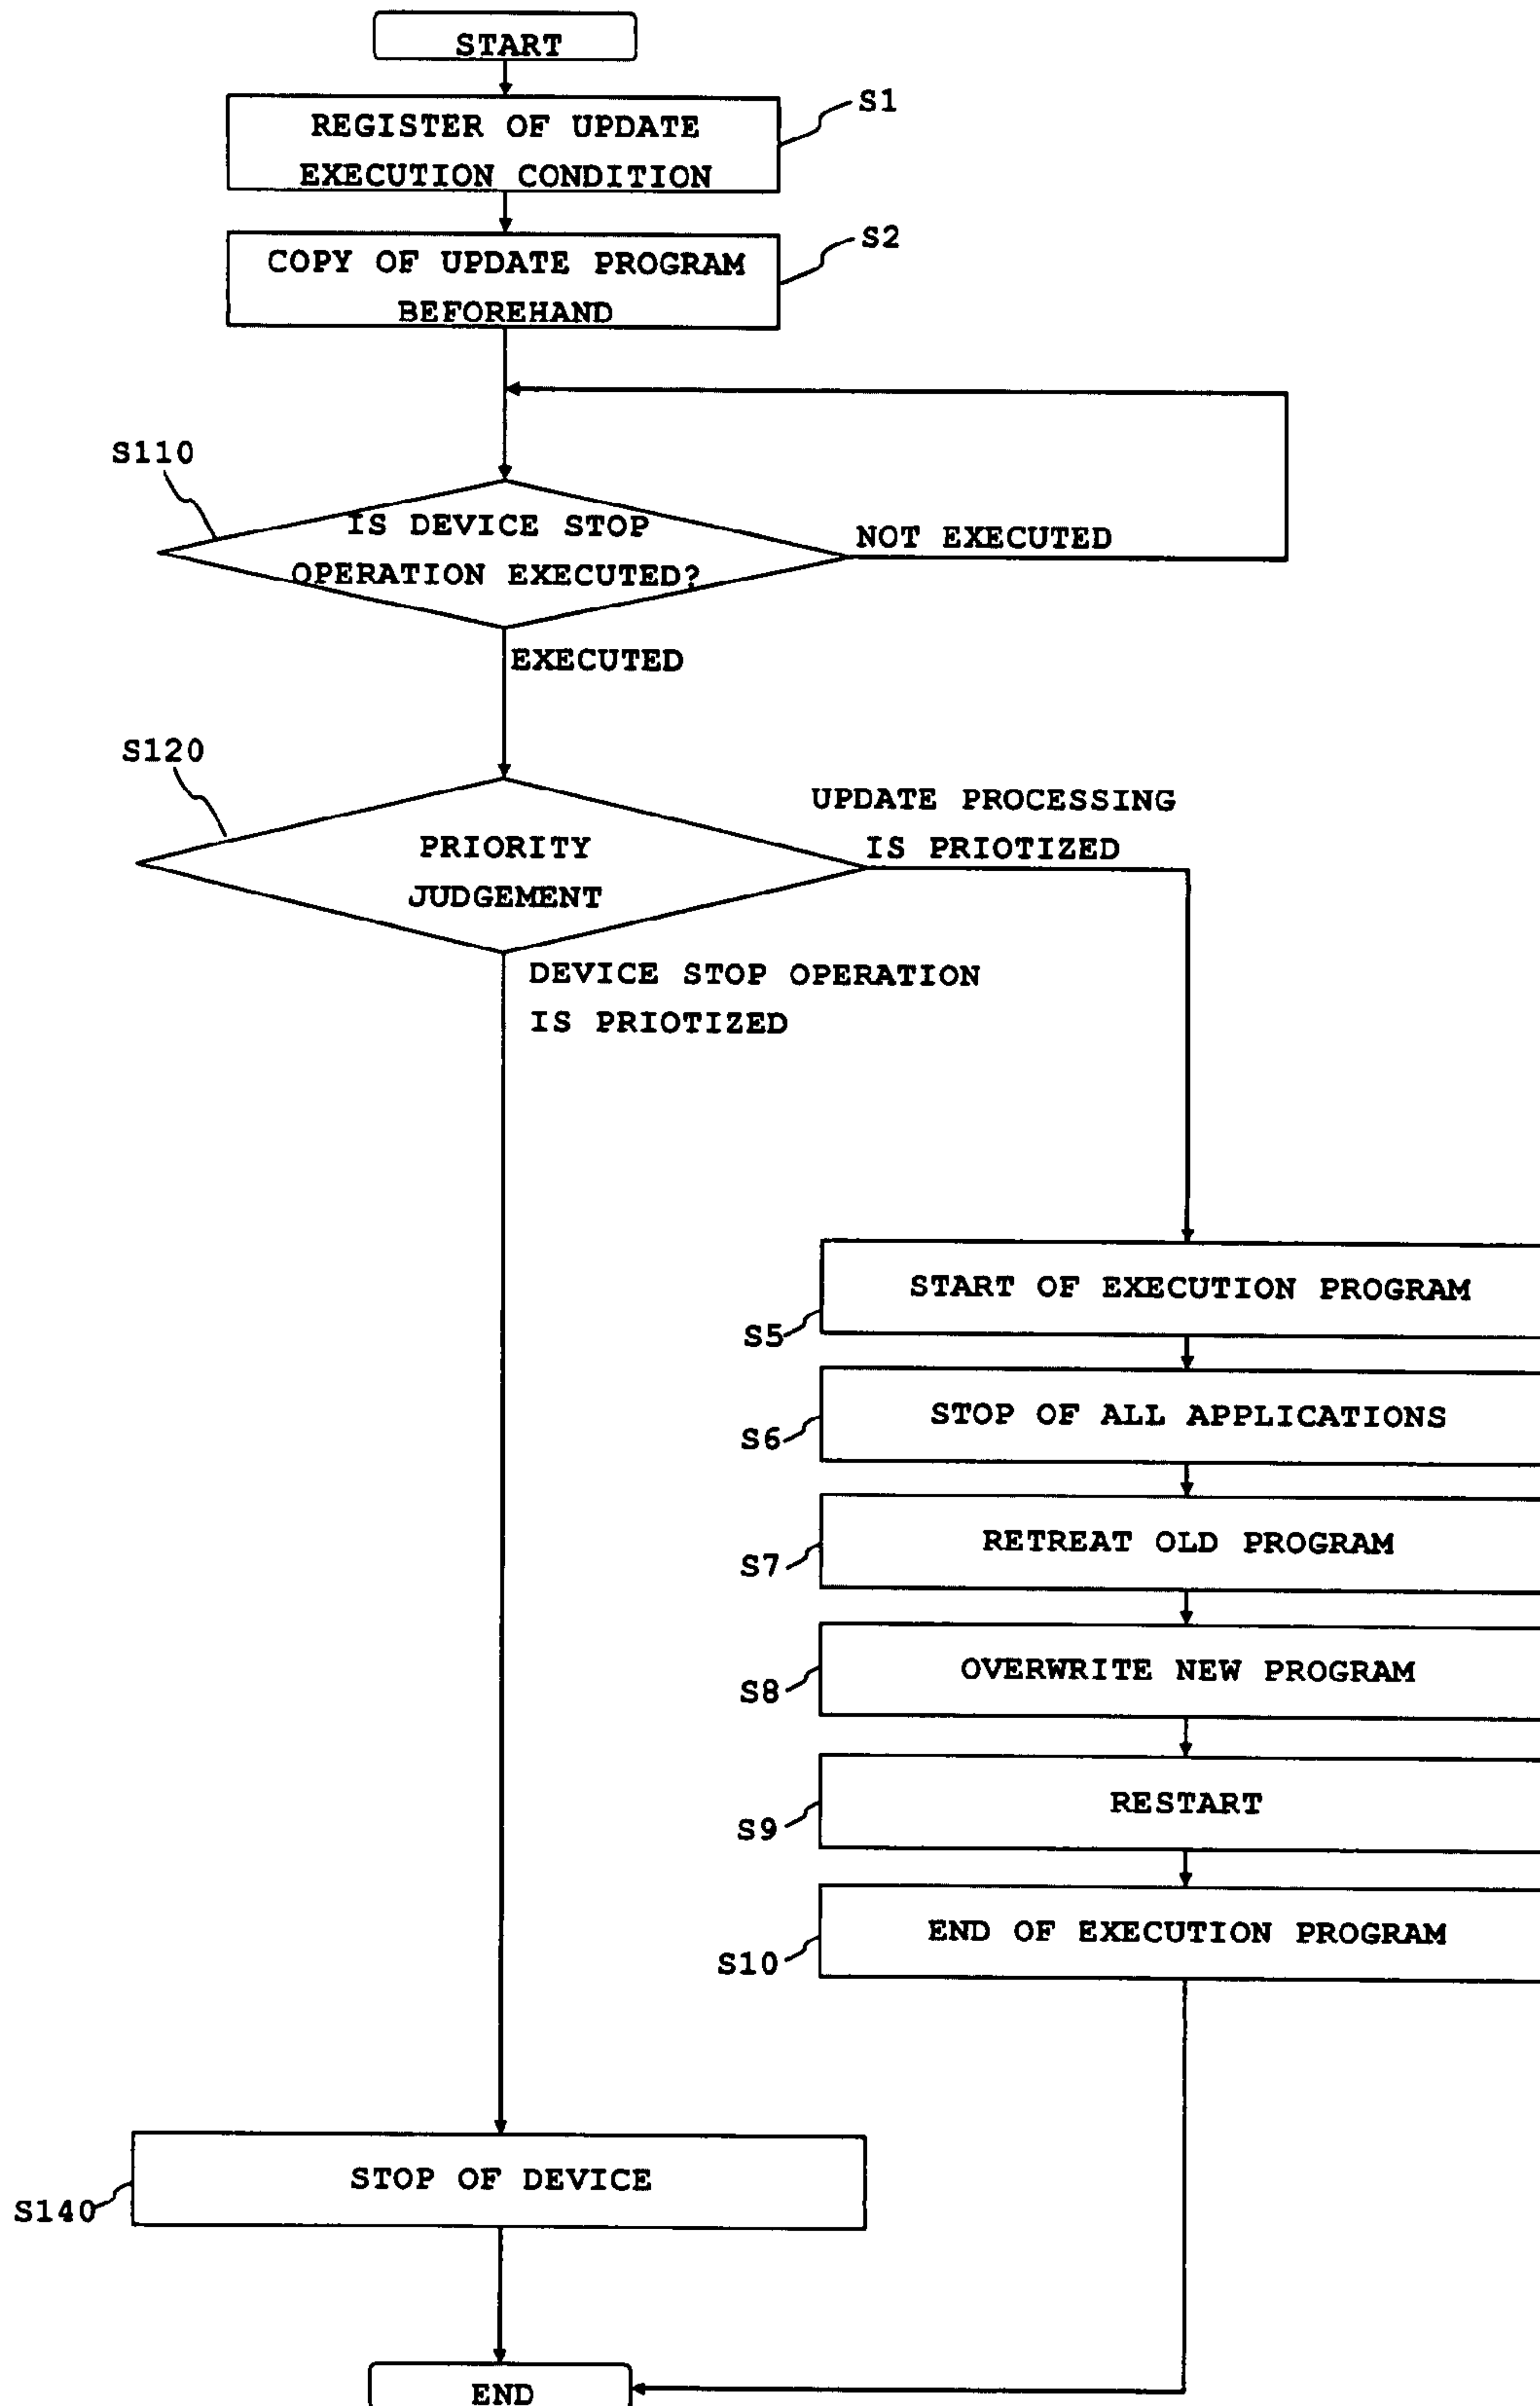 START
S1
REGISTER OF UPDATE
EXECUTION CONDITION
S2
COPY OF UPDATE PROGRAM
BEFOREHAND
S110
IS DEVICE STOP
OPERATION EXECUTED?
NOT EXECUTED
EXECUTED
S120
PRIORITY
JUDGEMENT
UPDATE PROCESSING
IS PRIOTIZED
DEVICE STOP OPERATION
IS PRIOTIZED
START OF EXECUTION PROGRAM
S5
STOP OF ALL APPLICATIONS
S6
RETREAT OLD PROGRAM
S7
OVERWRITE NEW PROGRAM
S8
RESTART
S9
END OF EXECUTION PROGRAM
S10
STOP OF DEVICE
S140
END